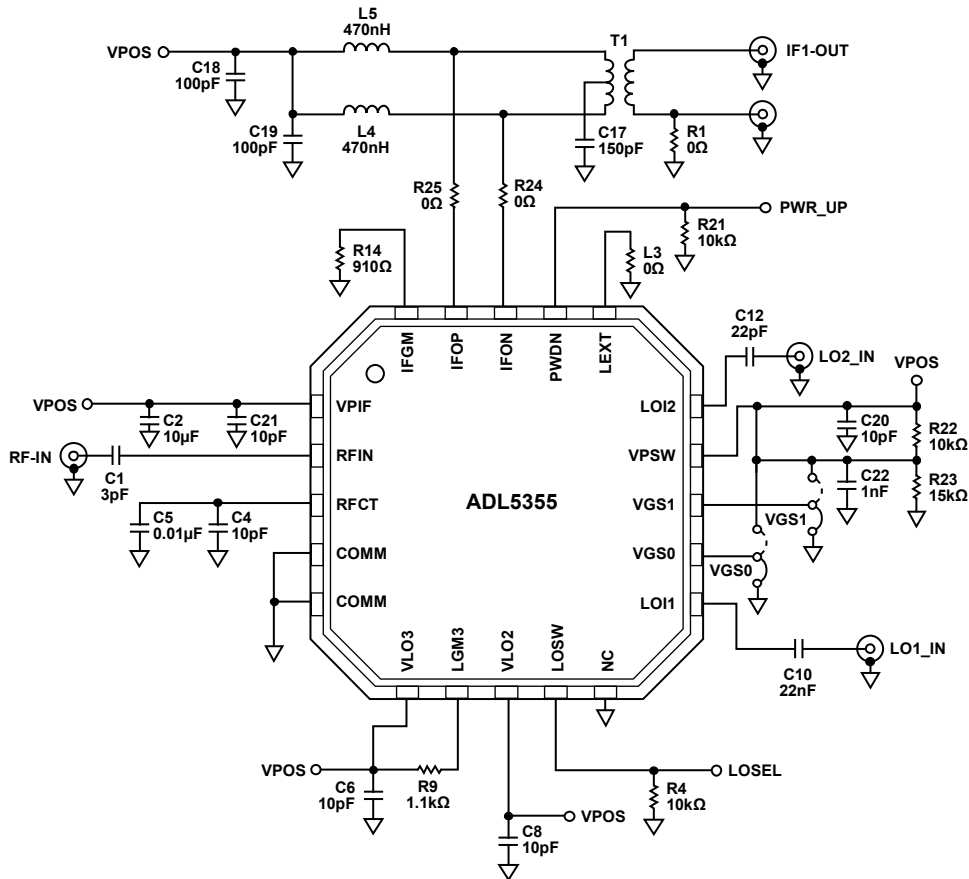 L5
470nH
T1
VPOS
IF1-OUT
C18
100pF
C19
100pF
L4
470nH
C17
150pF
R1
0Ω
R25
0Ω
R24
0Ω
PWR_UP
R21
10kΩ
R14
910Ω
L3
0Ω
C12
22pF
LO2_IN
IFGM
IFOP
IFON
PWDN
LEXT
VPOS
VPOS
VPIF
LOI2
C2
10µF
C21
10pF
C20
10pF
R22
10kΩ
RF-IN
RFIN
VPSW
C1
3pF
C22
1nF
R23
15kΩ
ADL5355
RFCT
VGS1
VGS1
C5
0.01µF
C4
10pF
COMM
VGS0
VGS0
COMM
LOI1
VLO3
LGM3
VLO2
LOSW
NC
LO1_IN
C10
22nF
VPOS
LOSEL
C6
10pF
R9
1.1kΩ
R4
10kΩ
VPOS
C8
10pF